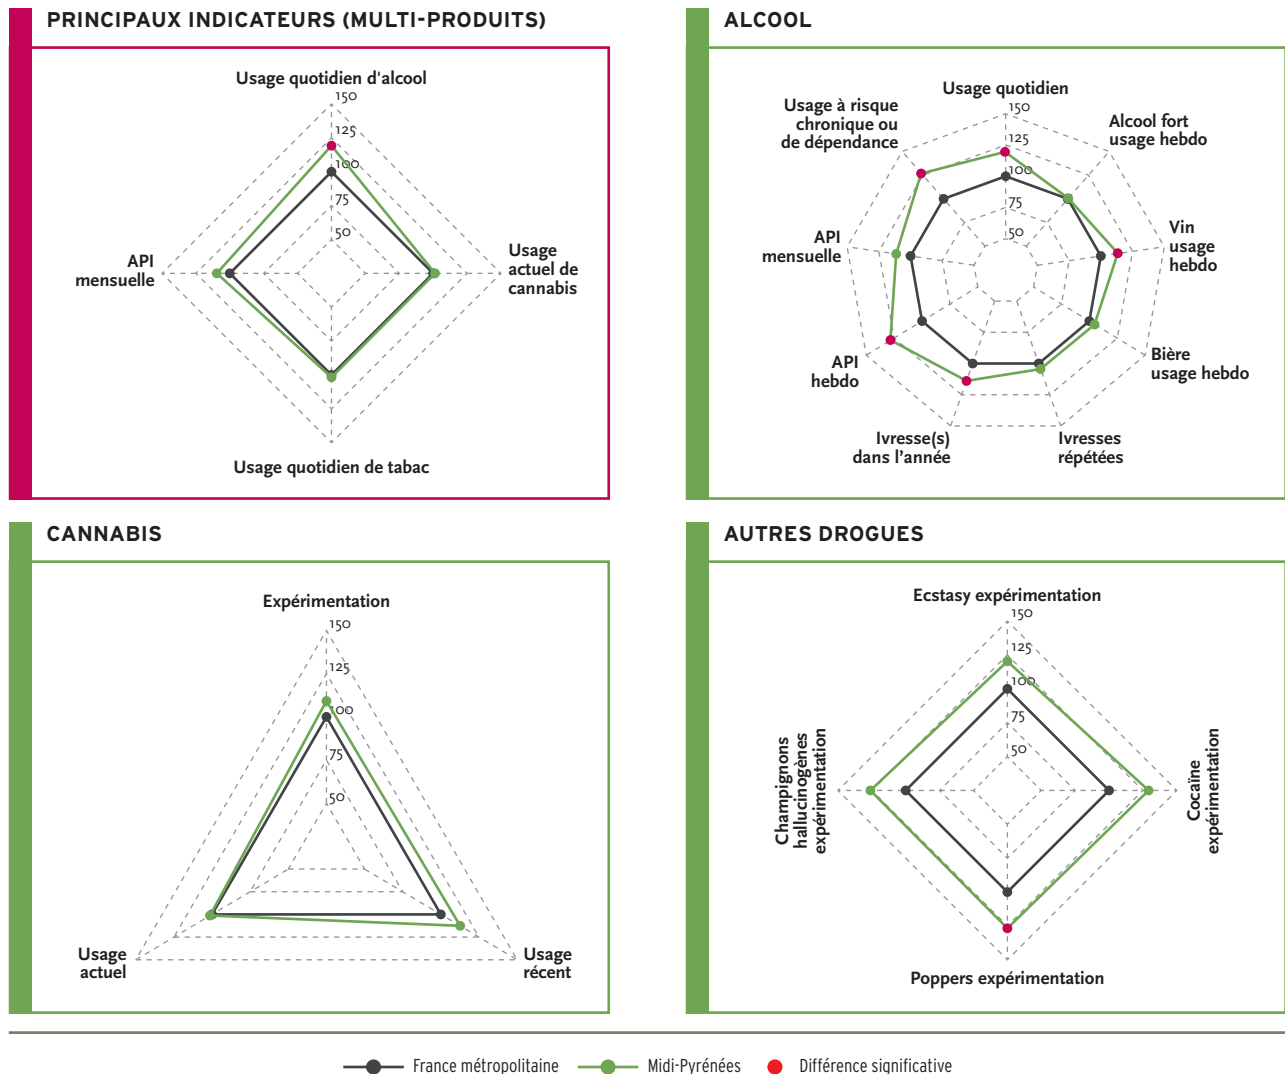 PRINCIPAUX INDICATEURS (MULTI-PRODUITS)
Usage quotidien d'alcool
150
125
100
75
50
API
mensuelle
Usage
actuel de
cannabis
Usage quotidien de tabac
ALCOOL
Usage quotidien
150
125
100
75
50
Alcool fort
usage hebdo
Vin
usage
hebdo
Bière
usage hebdo
Ivresses
répétées
Ivresse(s)
dans l'année
API
hebdo
API
mensuelle
Usage à risque
chronique ou
de dépendance
CANNABIS
Expérimentation
150
125
100
75
50
Usage
actuel
Usage
récent
AUTRES DROGUES
Ecstasy expérimentation
150
125
100
75
50
Champignons
hallucinogènes
expérimentation
Cocaïne
expérimentation
Poppers expérimentation
France métropolitaine
Midi-Pyrénées
Différence significative